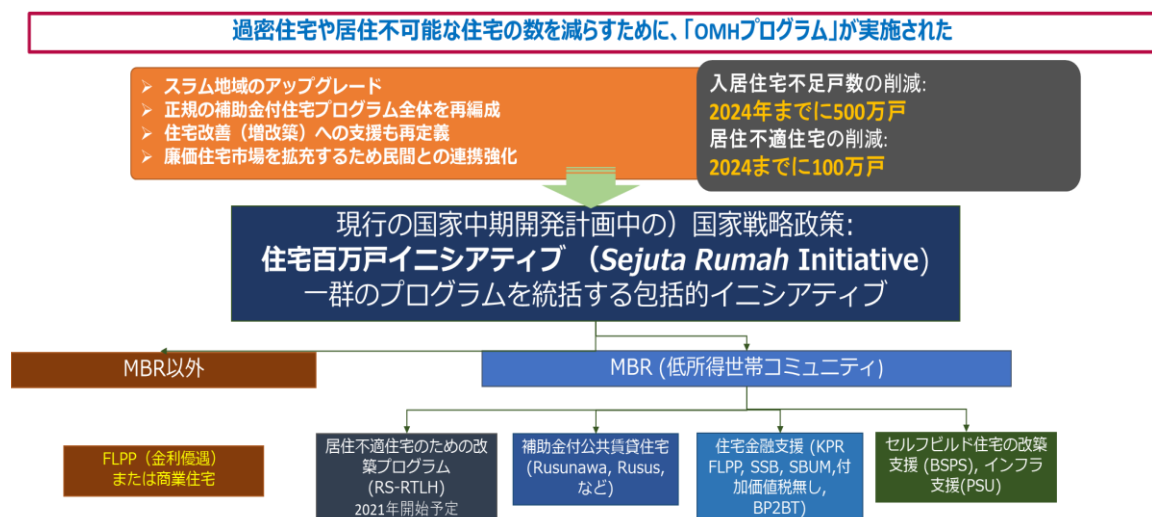 過密住宅や居住不可能な住宅の数を減らすために、「OMHプログラム」が実施された
➢ スラム地域のアップグレード
➢ 正規の補助金付住宅プログラム全体を再編成
➢ 住宅改善（増改築）への支援も再定義
➢ 廉価住宅市場を拡充するため民間との連携強化
入居住宅不足戸数の削減:
2024年までに500万戸
居住不適住宅の削減:
2024までに100万戸
現行の国家中期開発計画中の）国家戦略政策:
住宅百万戸イニシアティブ （Sejuta Rumah Initiative)
一群のプログラムを統括する包括的イニシアティブ
MBR以外
MBR (低所得世帯コミュニティ)
FLPP（金利優遇）
または商業住宅
居住不適住宅のための改
築プログラム
(RS-RTLH)
2021年開始予定
補助金付公共賃貸住宅
(Rusunawa, Rusus,
など)
住宅金融支援 (KPR
FLPP, SSB, SBUM,付
加価値税無し,
BP2BT)
セルフビルド住宅の改築
支援 (BSPS), インフラ
支援(PSU)